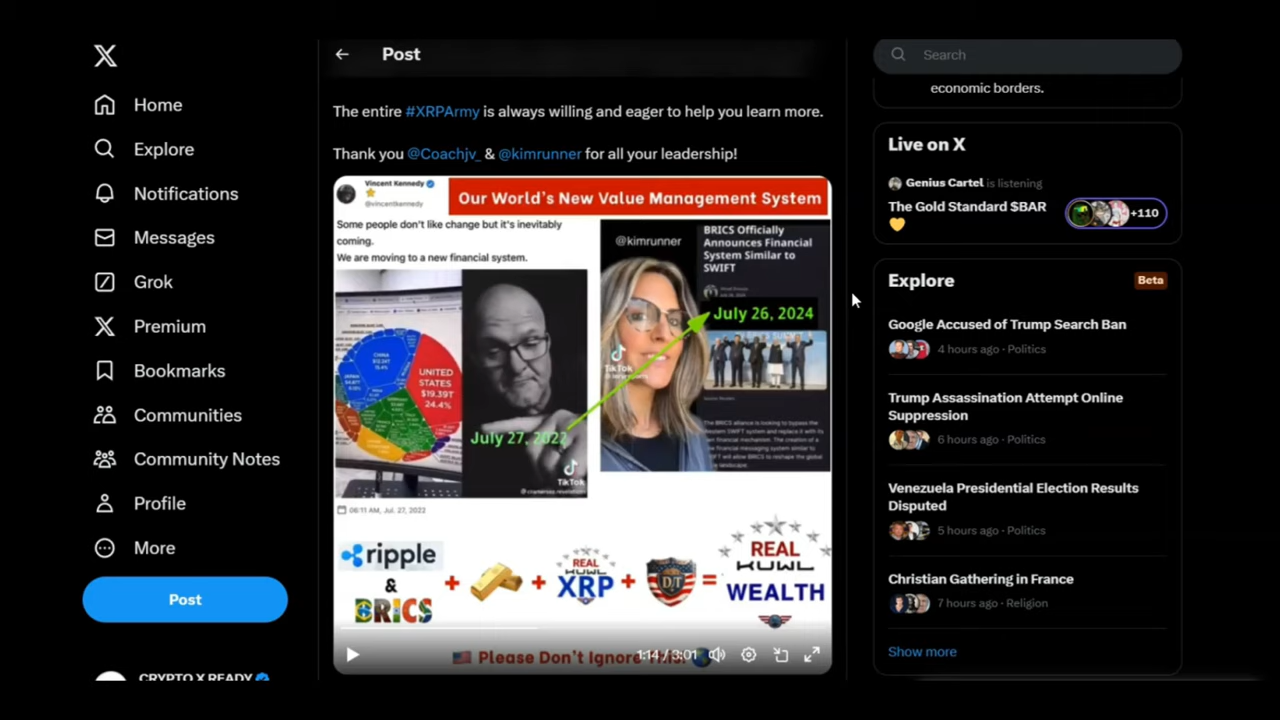 Home
Explore
Notifications
Messages
Grok
Premium
Bookmarks
Communities
Community Notes
Profile
More
Post
CRYPTO X READY
Post
The entire #XRPArmy is always willing and eager to help you learn more.
Thank you @Coachjv_ & @kimrunner for all your leadership!
Vincent Kennedy
@vincentkennedy
Our World's New Value Management System
Some people don't like change but it's inevitably
coming.
We are moving to a new financial system.
CHINA
UNITED
STATES
$19.39T
24.4%
July 27, 2022
TikTok
@kimrunner
BRICS Officially
Announces Financial
System Similar to
SWIFT
July 26, 2024
TikTok
06:11 AM, Jul. 27, 2022
ripple
&
BRICS
+
+
REAL
XRP
+
DJT
=
REAL
WEALTH
Please Don't Ignore This!
1:14 / 3:01
Search
economic borders.
Live on X
Genius Cartel is listening
The Gold Standard $BAR
+110
Explore
Beta
Google Accused of Trump Search Ban
4 hours ago · Politics
Trump Assassination Attempt Online
Suppression
6 hours ago · Politics
Venezuela Presidential Election Results
Disputed
5 hours ago · Politics
Christian Gathering in France
7 hours ago · Religion
Show more